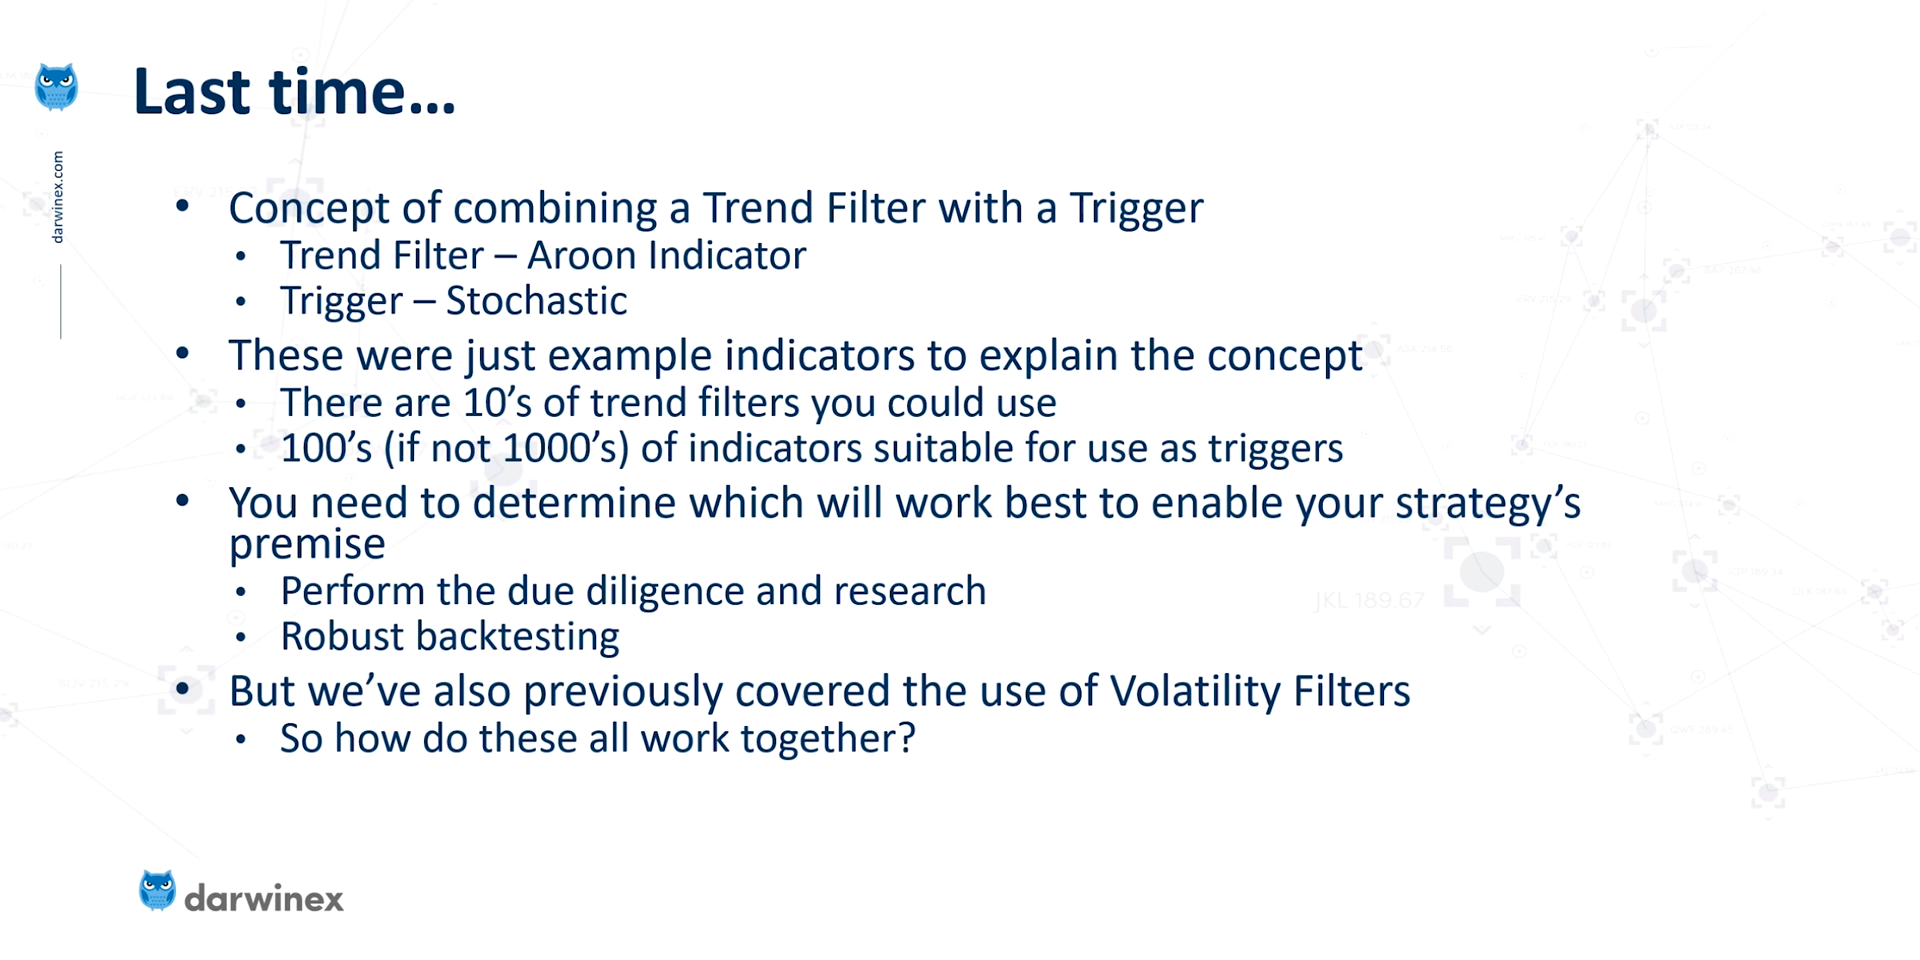 Last time…
darwinex.com
• Concept of combining a Trend Filter with a Trigger
• Trend Filter – Aroon Indicator
• Trigger – Stochastic
• These were just example indicators to explain the concept
• There are 10’s of trend filters you could use
• 100’s (if not 1000’s) of indicators suitable for use as triggers
• You need to determine which will work best to enable your strategy’s
premise
• Perform the due diligence and research
• Robust backtesting
JKL 189.67
• But we’ve also previously covered the use of Volatility Filters
• So how do these all work together?
darwinex